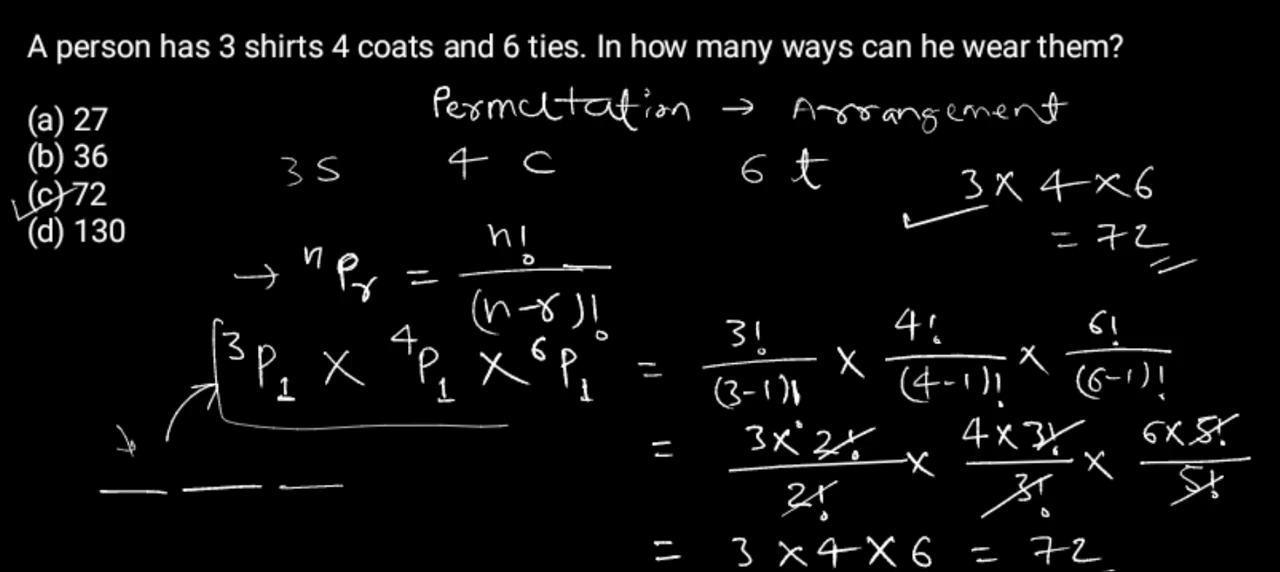 A person has 3 shirts 4 coats and 6 ties. In how many ways can he wear them?
Permutation → Arrangement
(a) 27
(b) 36
(c) 72
(d) 130
3S 4 C 6 t
3 × 4 × 6
= 72
→ ⁿPᵣ = n! / (n-r)!
³P₁ × ⁴P₁ × ⁶P₁ = 3!/(3-1)! × 4!/(4-1)! × 6!/(6-1)!
= 3×2!/2! × 4×3!/3! × 6×5!/5!
= 3 × 4 × 6 = 72